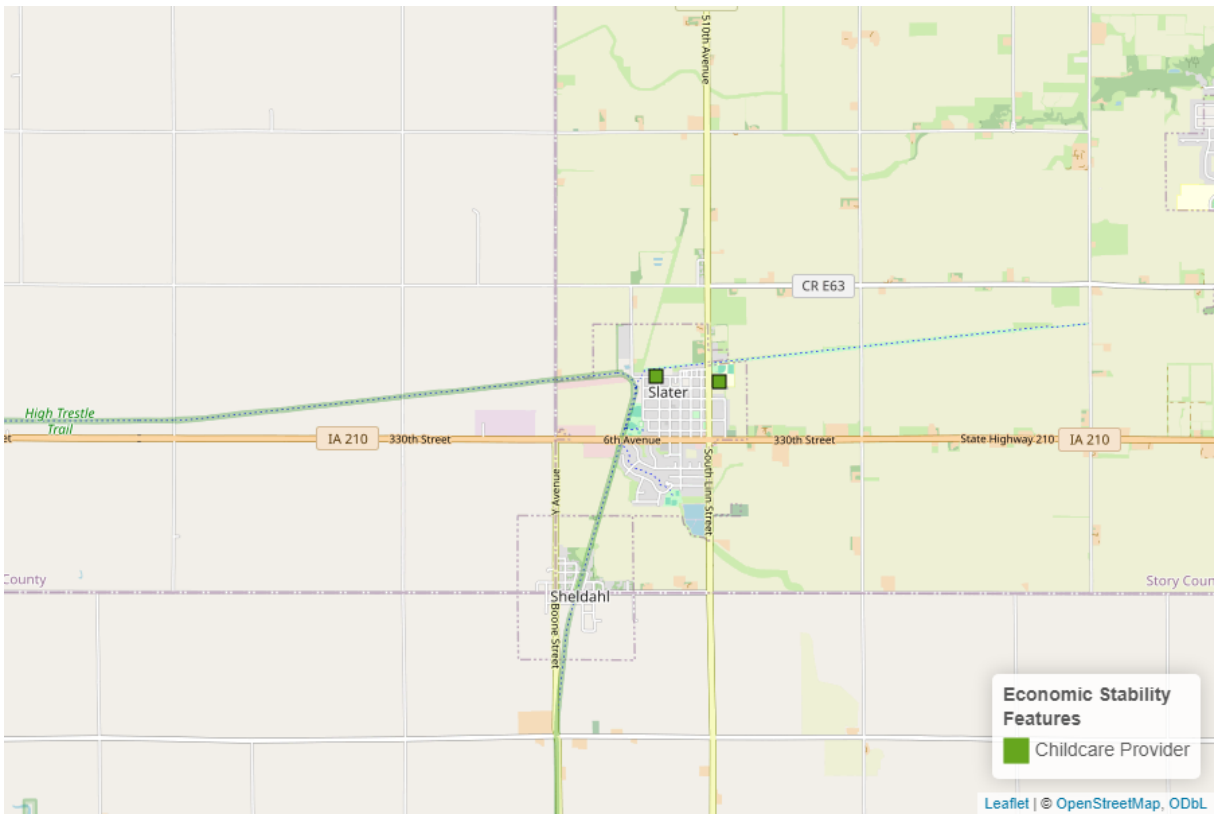 510th Avenue
CR E63
High Trestle
Trail
Slater
et
IA 210
330th Street
6th Avenue
330th Street
State Highway 210
IA 210
Y Avenue
South Linn Street
County
Story Coun
Sheldahl
Boone Street
Economic Stability
Features
Childcare Provider
Leaflet | © OpenStreetMap, ODbL